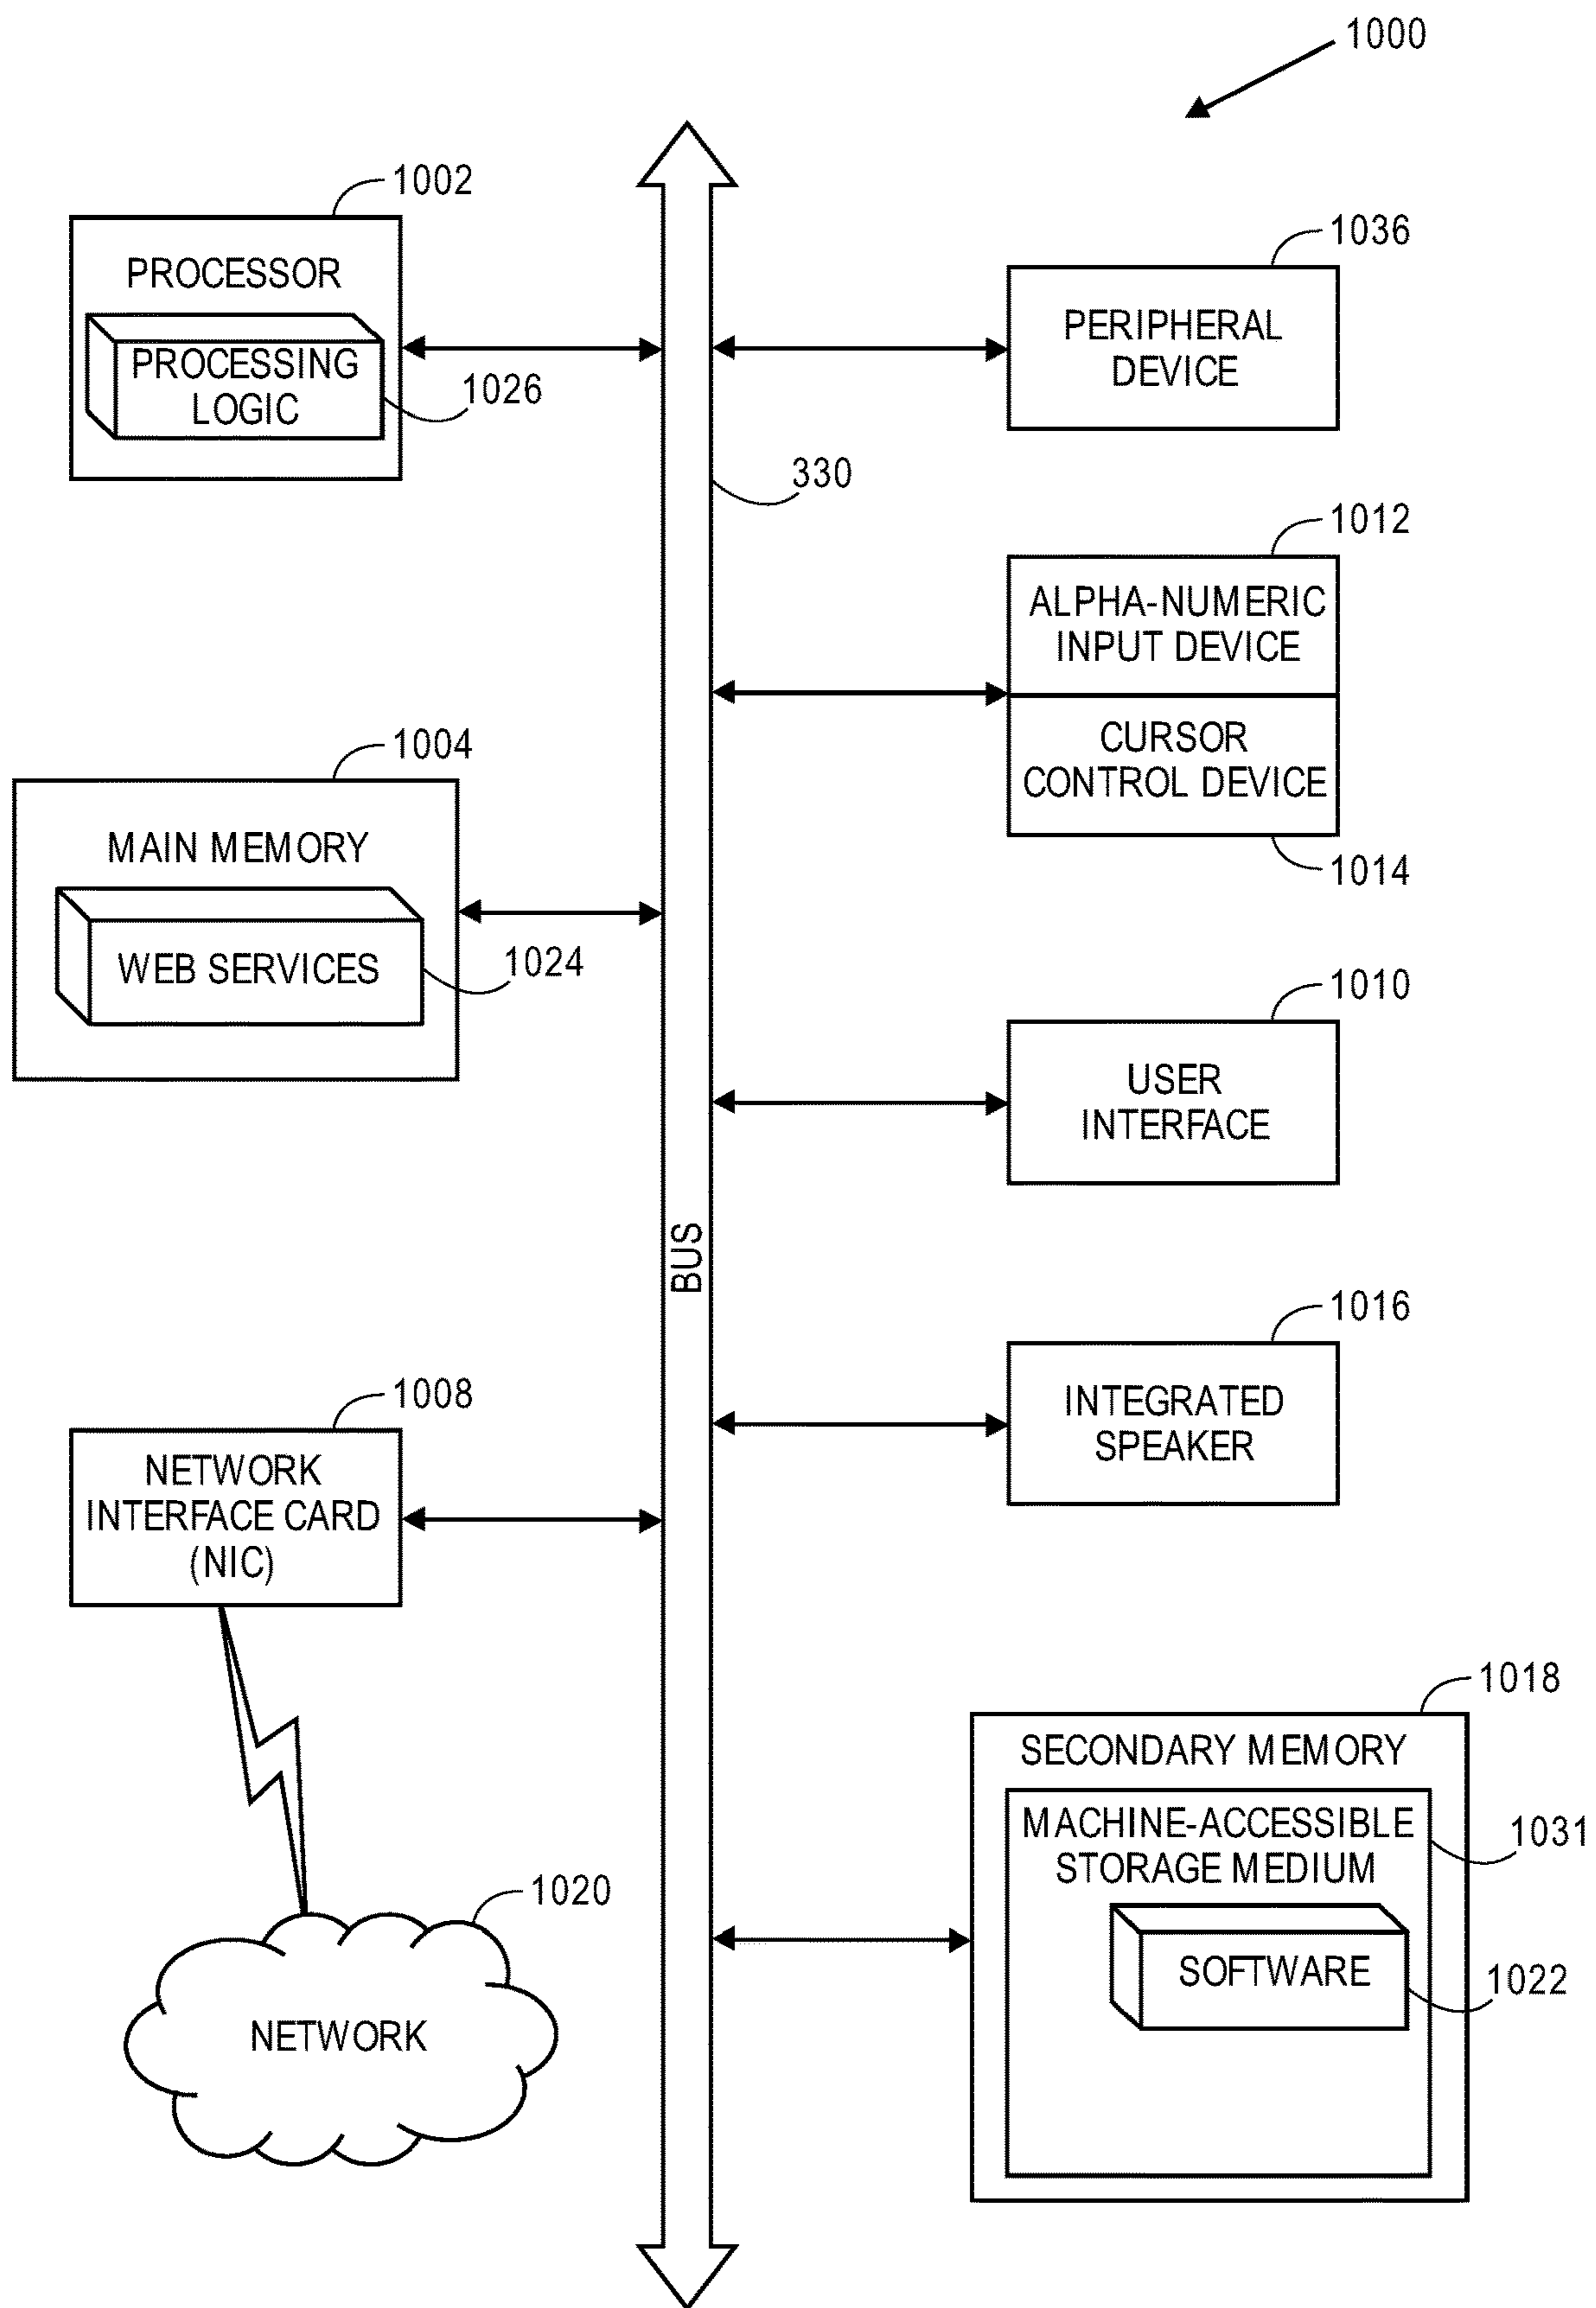 1000
1002
PROCESSOR
PROCESSING
LOGIC
1026
1036
PERIPHERAL
DEVICE
330
1012
ALPHA-NUMERIC
INPUT DEVICE
CURSOR
CONTROL DEVICE
1014
1004
MAIN MEMORY
WEB SERVICES
1024
1010
USER
INTERFACE
BUS
1016
INTEGRATED
SPEAKER
1008
NETWORK
INTERFACE CARD
(NIC)
1018
SECONDARY MEMORY
MACHINE-ACCESSIBLE
STORAGE MEDIUM
1031
SOFTWARE
1022
1020
NETWORK